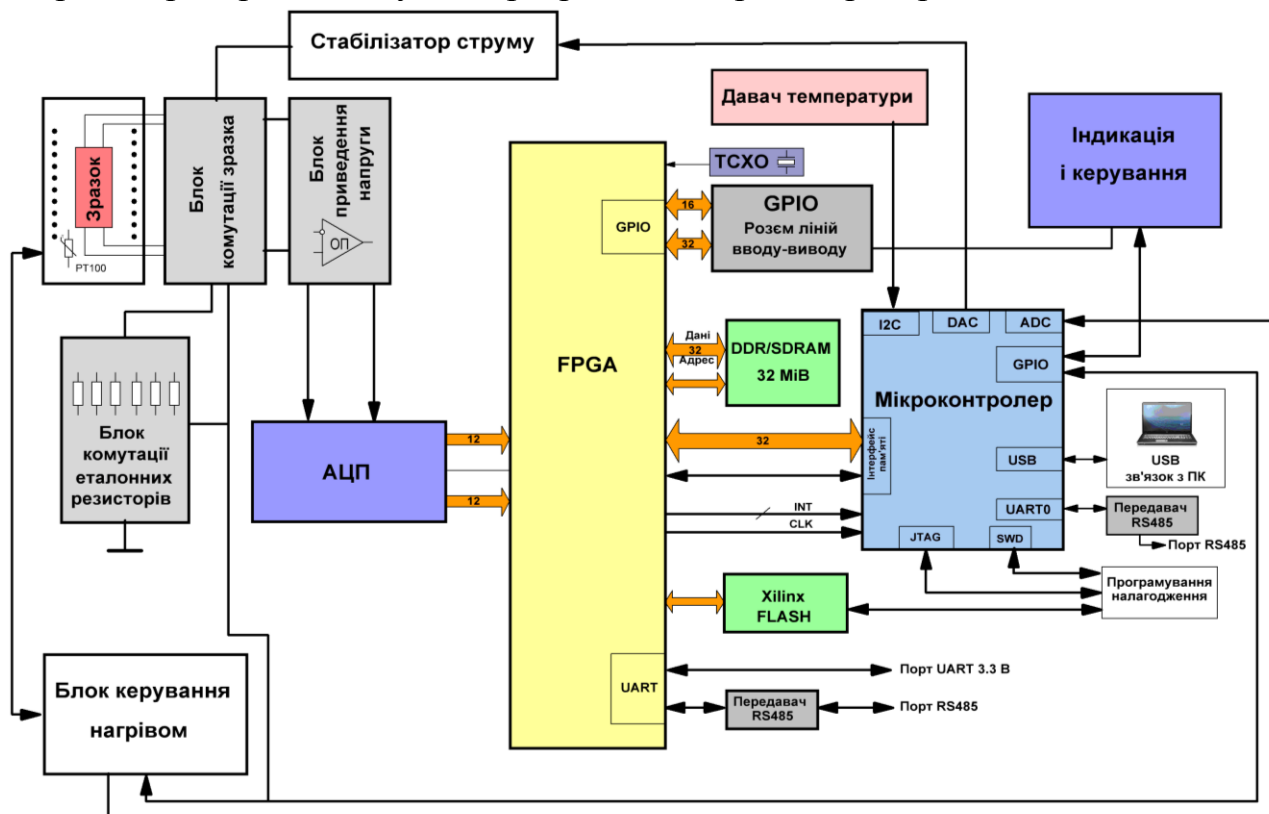 Стабілізатор струму
Давач температури
Індикація
і керування
Зразок
PT100
Блок
комутації зразка
Блок
приведення
напруги
ОП
TCXO
GPIO
16
32
GPIO
Розєм ліній
вводу-виводу
FPGA
Дані
32
Адрес
DDR/SDRAM
32 MiB
I2C
DAC
ADC
GPIO
Мікроконтролер
Інтерфейс
пам'яті
USB
UART0
JTAG
SWD
USB
зв'язок з ПК
Передавач
RS485
Порт RS485
Блок
комутації
еталонних
резисторів
АЦП
12
12
32
INT
CLK
Xilinx
FLASH
Програмування
налагодження
UART
Порт UART 3.3 В
Передавач
RS485
Порт RS485
Блок керування
нагрівом